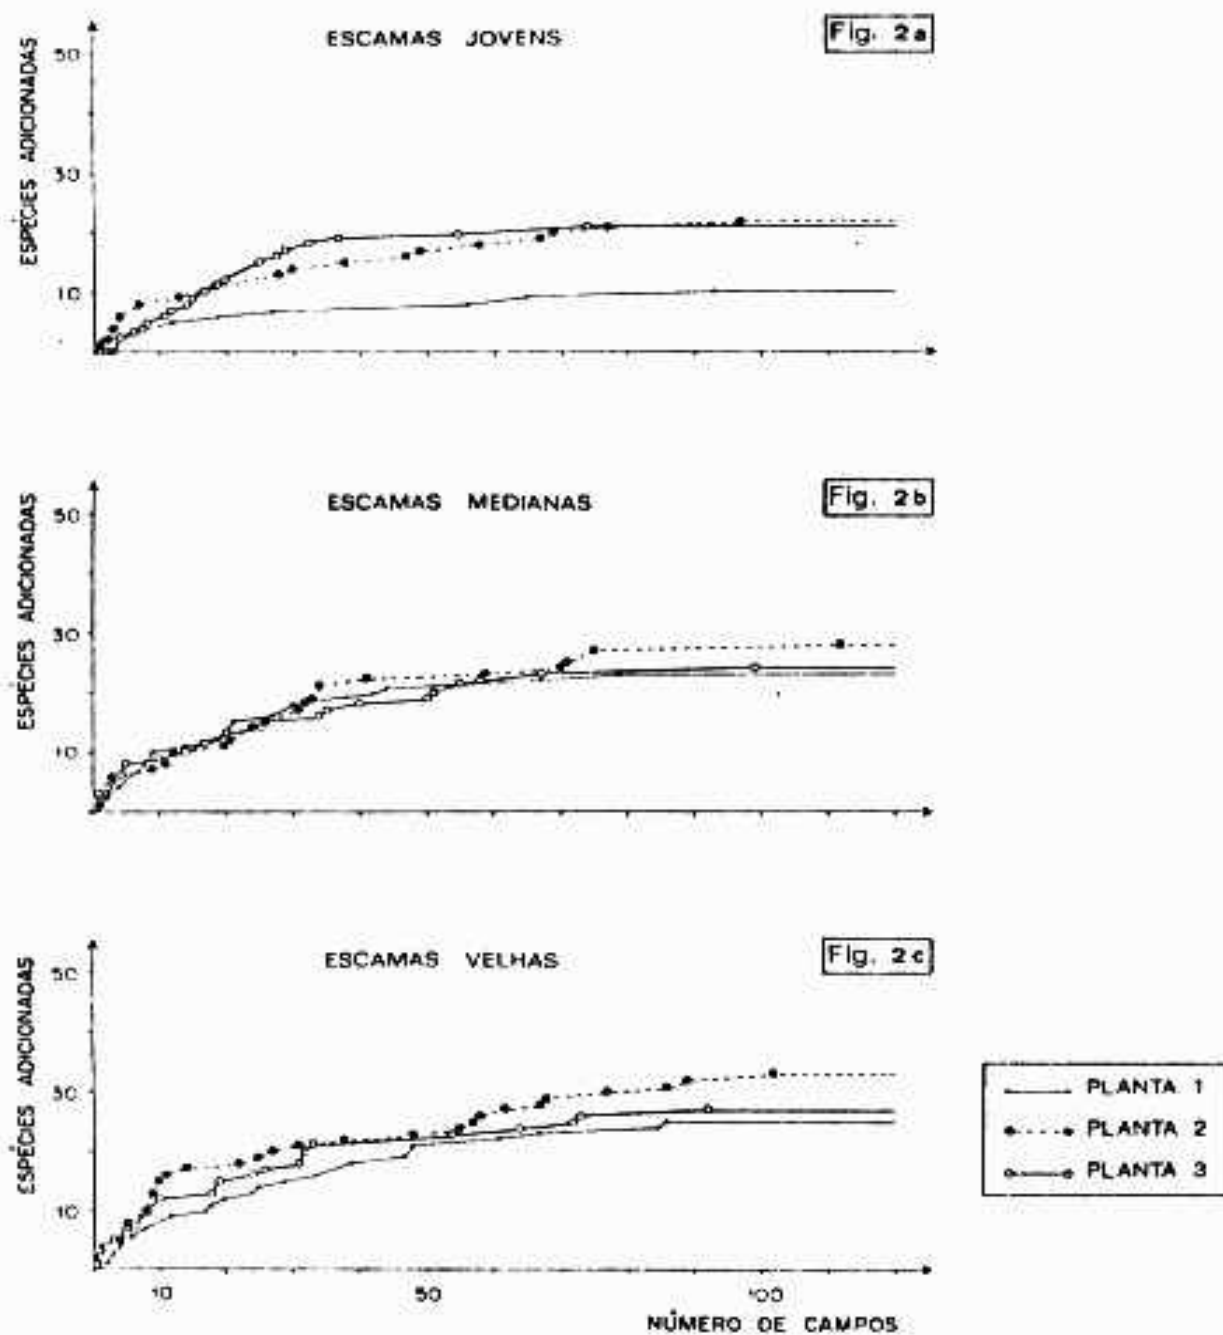 ESCAMAS JOVENS
Fig. 2a
ESPÉCIES ADICIONADAS
50
30
10
ESCAMAS MEDIANAS
Fig. 2b
ESPÉCIES ADICIONADAS
50
30
10
ESCAMAS VELHAS
Fig. 2c
ESPÉCIES ADICIONADAS
50
30
10
10 50 100
NÚMERO DE CAMPOS
PLANTA 1
PLANTA 2
PLANTA 3